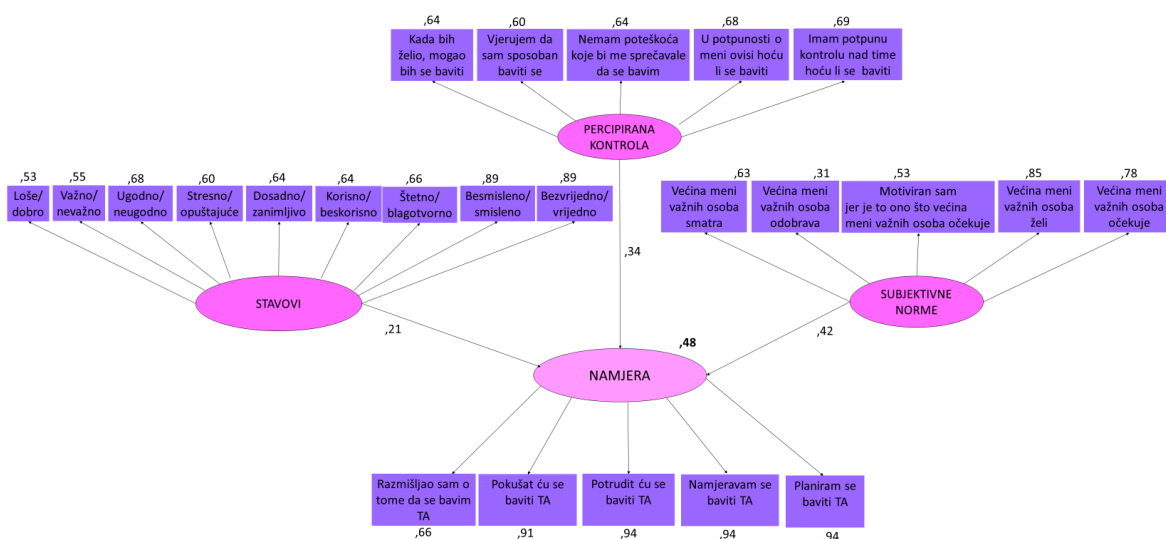 ,64
,60
,64
,68
,69
Kada bih
želio, mogao
bih se baviti
Vjerujem da
sam sposoban
baviti se
Nemam poteškoća
koje bi me sprečavale
da se bavim
U potpunosti o
meni ovisi hoću
li se baviti
Imam potpunu
kontrolu nad time
hoću li se baviti
PERCIPIRANA
KONTROLA
,53
,55
,68
,60
,64
,64
,66
,89
,89
Loše/
dobro
Važno/
nevažno
Ugodno/
neugodno
Stresno/
opuštajuće
Dosadno/
zanimljivo
Korisno/
beskorisno
Štetno/
blagotvorno
Besmisleno/
smisleno
Bezvrijedno/
vrijedno
,63
,31
,53
,85
,78
Većina meni
važnih osoba
smatra
Većina meni
važnih osoba
odobrava
Motiviran sam
jer je to ono što većina
meni važnih osoba očekuje
Većina meni
važnih osoba
želi
Većina meni
važnih osoba
očekuje
,34
STAVOVI
SUBJEKTIVNE
NORME
,21
,42
,48
NAMJERA
Razmišljao sam o
tome da se bavim
TA
Pokušat ću se
baviti TA
Potrudit ću se
baviti TA
Namjeravam se
baviti TA
Planiram se
baviti TA
,66
,91
,94
,94
,94